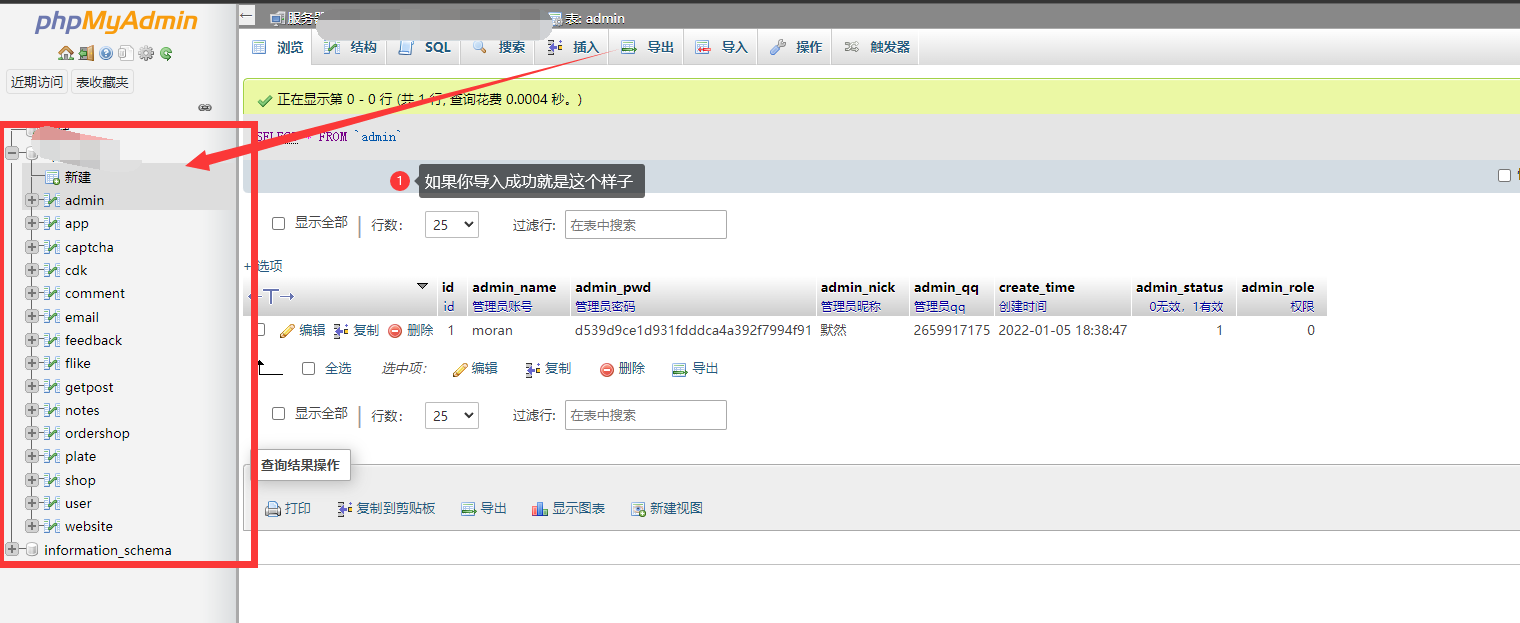 phpMyAdmin
近期访问 表收藏夹
新建
admin
app
captcha
cdk
comment
email
feedback
flike
getpost
notes
ordershop
plate
shop
user
website
information_schema
表: admin
浏览 结构 SQL 搜索 插入 导出 导入 操作 触发器
正在显示第 0 - 0 行 (共 1 行, 查询花费 0.0004 秒。)
SELECT * FROM `admin`
1 如果你导入成功就是这个样子
显示全部 行数: 25 过滤行: 在表中搜索
+ 选项
id admin_name admin_pwd admin_nick admin_qq create_time admin_status admin_role
id 管理员账号 管理员密码 管理员昵称 管理员qq 创建时间 0无效，1有效 权限
编辑 复制 删除 1 moran d539d9ce1d931fdddca4a392f7994f91 默然 2659917175 2022-01-05 18:38:47 1 0
全选 选中项: 编辑 复制 删除 导出
显示全部 行数: 25 过滤行: 在表中搜索
查询结果操作
打印 复制到剪贴板 导出 显示图表 新建视图